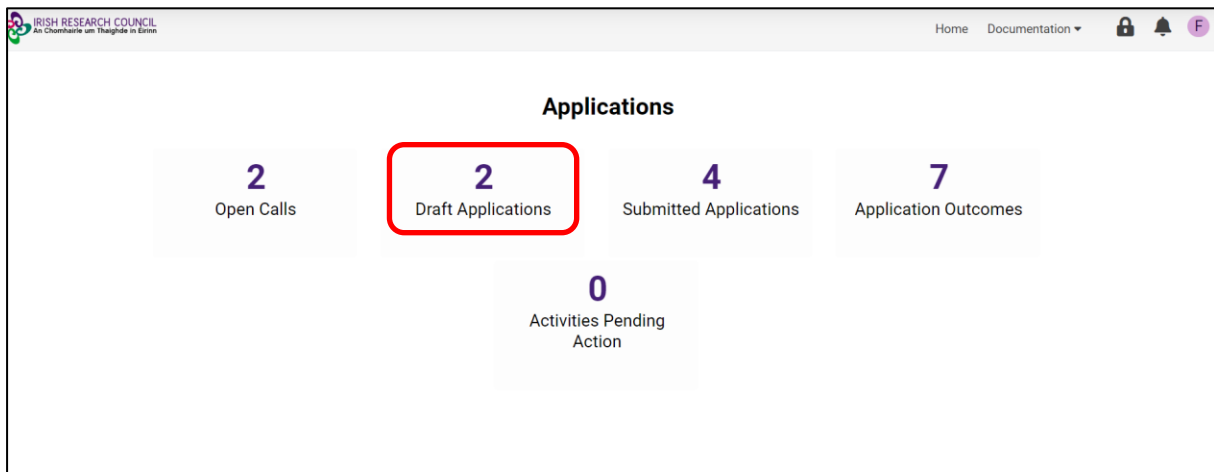 IRISH RESEARCH COUNCIL
An Chomhairle um Thaighde in Éirinn
Home Documentation
F
Applications
2
Open Calls
2
Draft Applications
4
Submitted Applications
7
Application Outcomes
0
Activities Pending
Action